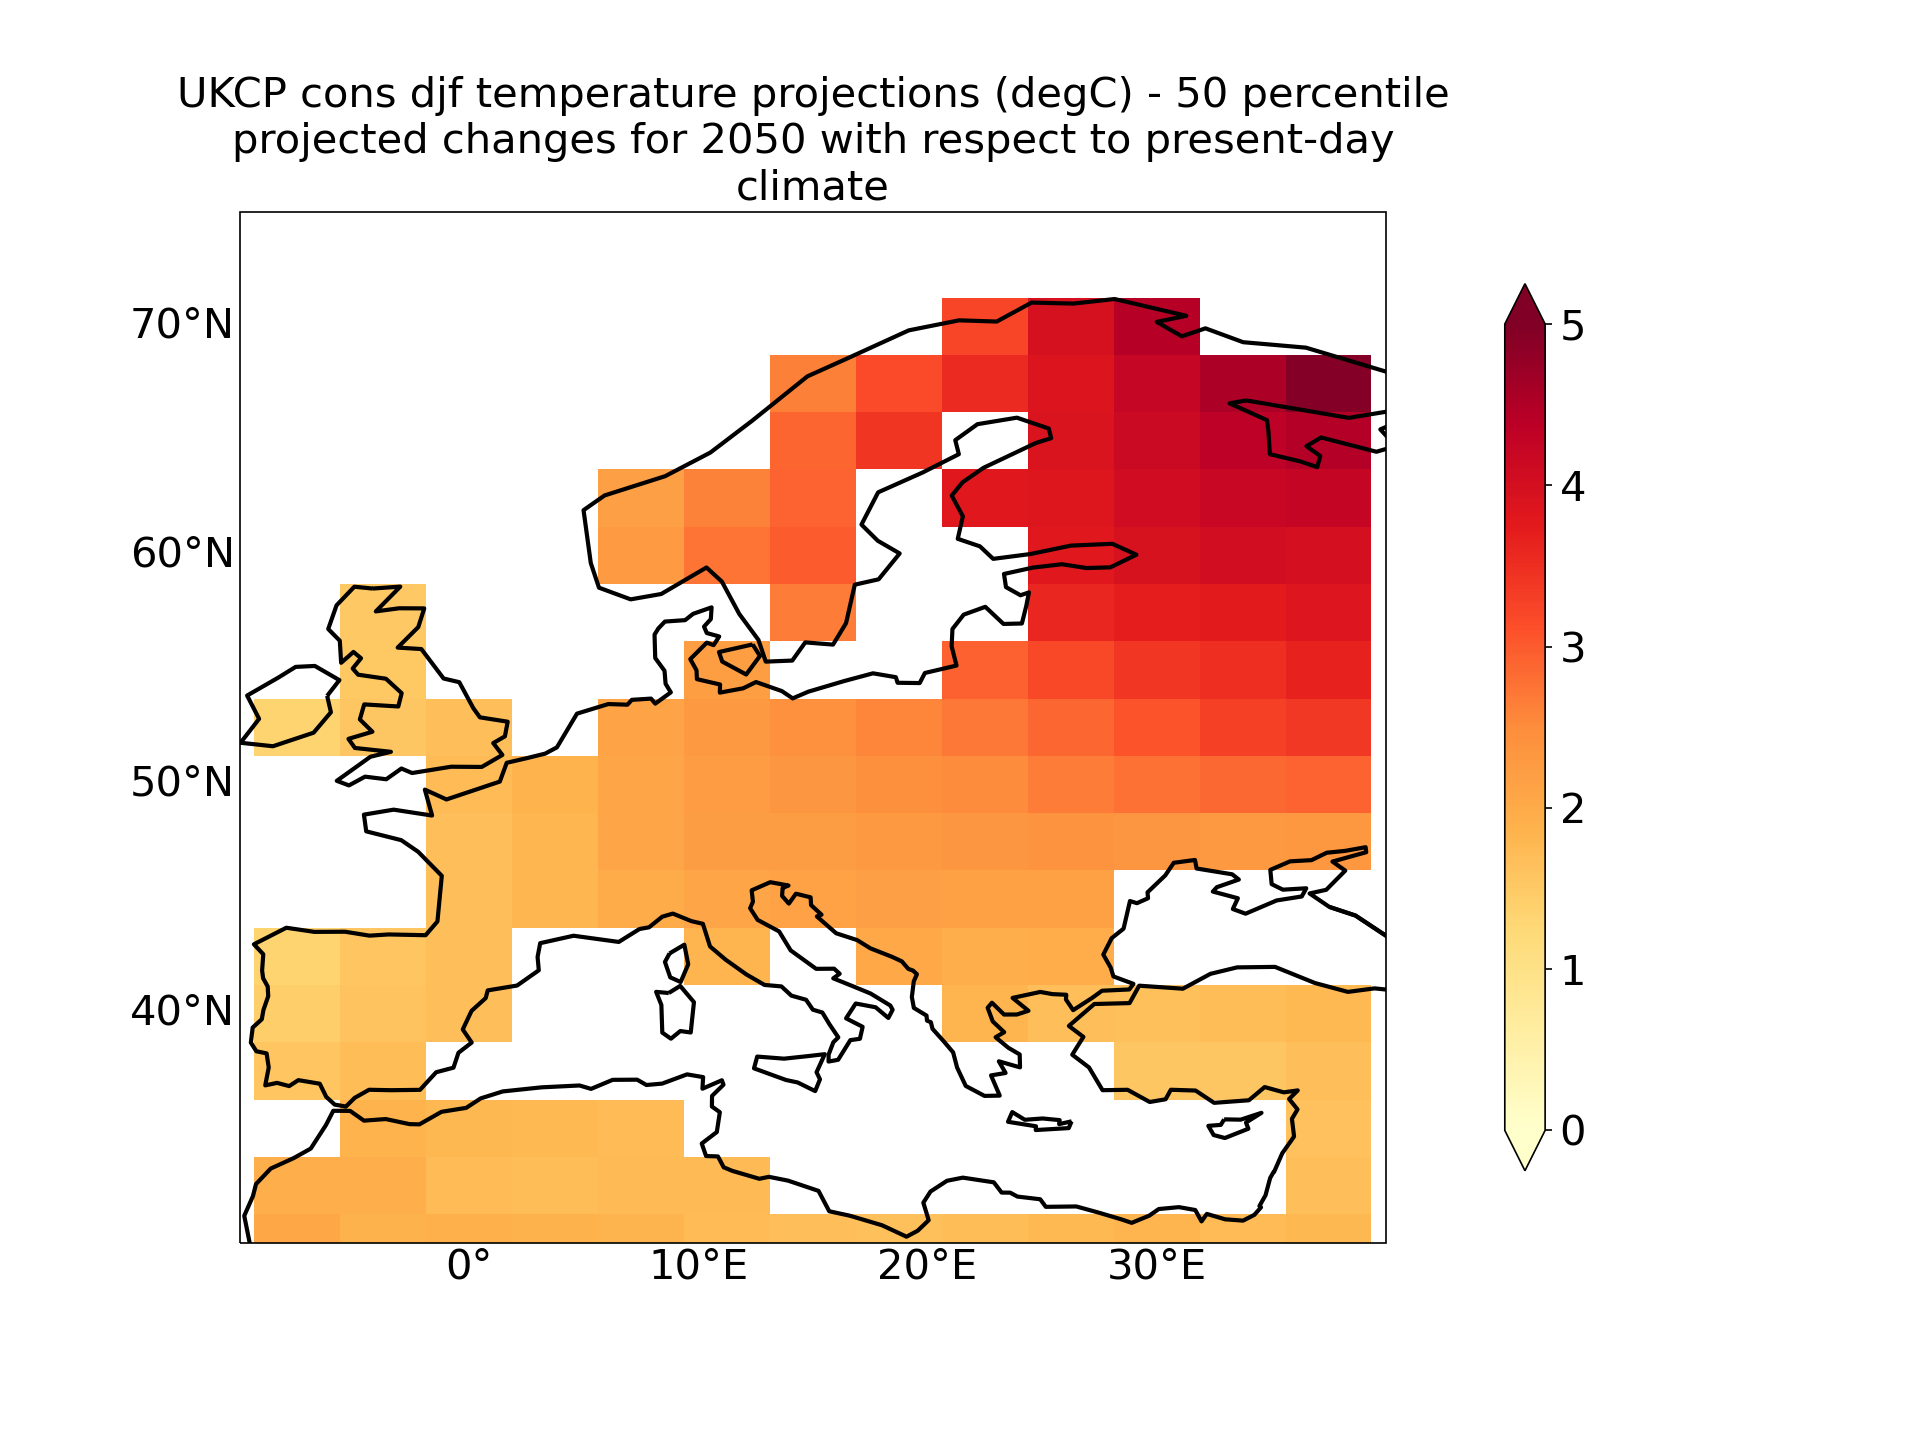 UKCP cons djf temperature projections (degC) - 50 percentile
projected changes for 2050 with respect to present-day
climate
70°N
60°N
50°N
40°N
0°
10°E
20°E
30°E
5
4
3
2
1
0